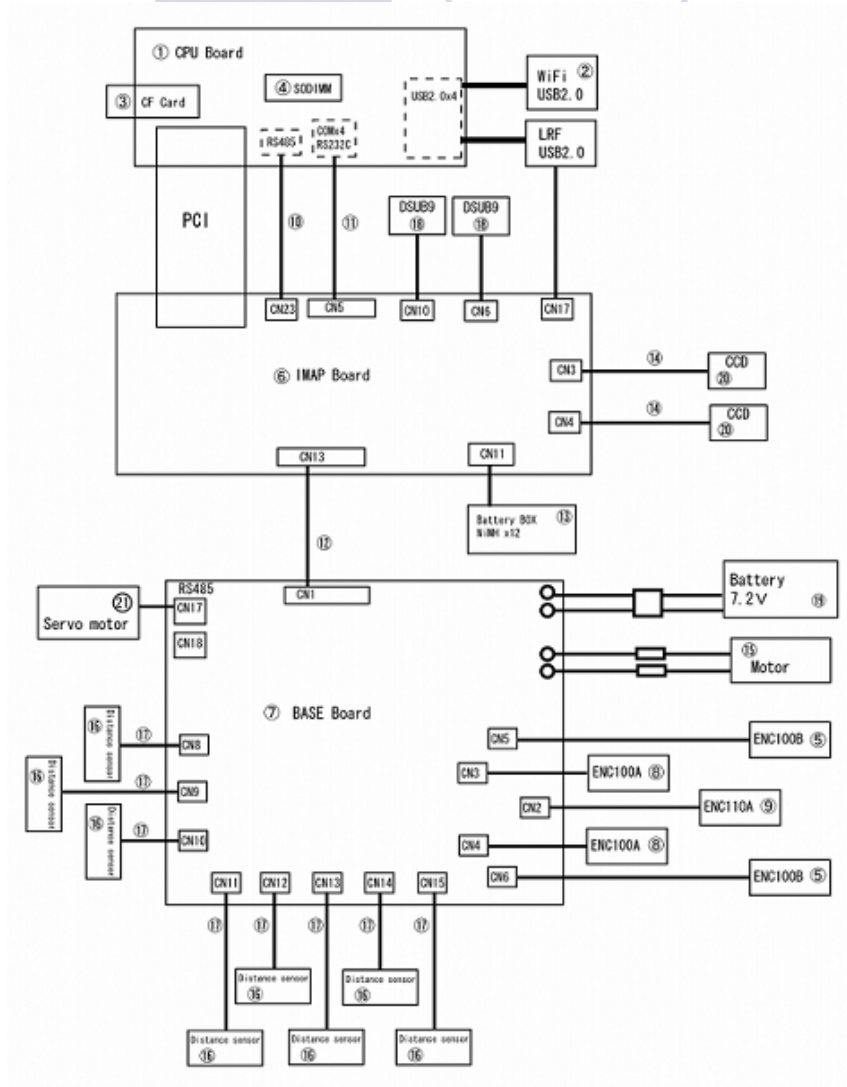 ① CPU Board
④ SODIMM
③ CF Card
USB2.0x4
WiFi ②
USB2.0
LRF
USB2.0
RS485
COMx4
RS232C
PCI
⑩
⑪
DSUB9
⑱
DSUB9
⑱
CN23
CN5
CN10
CN6
CN17
⑥ IMAP Board
CN3
⑭
CCD
⑳
CN4
⑭
CCD
⑳
CN13
CN11
Battery BOX ⑬
NiMH x12
⑫
RS485
CN1
㉑
Servo motor
CN17
CN18
Battery
7.2V ⑲
⑮
Motor
⑦ BASE Board
Distance sensor
⑯
⑰
CN8
Distance sensor
⑯
⑰
CN9
Distance sensor
⑯
⑰
CN10
CN5
ENC100B ⑤
CN3
ENC100A ⑧
CN2
ENC110A ⑨
CN4
ENC100A ⑧
CN6
ENC100B ⑤
CN11
CN12
CN13
CN14
CN15
⑰
⑰
⑰
⑰
⑰
Distance sensor
⑯
Distance sensor
⑯
Distance sensor
⑯
Distance sensor
⑯
Distance sensor
⑯